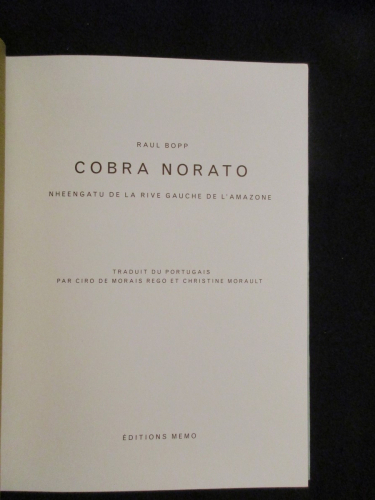 RAUL BOPP
COBRA NORATO
NHEENGATU DE LA RIVE GAUCHE DE L'AMAZONE
TRADUIT DU PORTUGAIS
PAR CIRO DE MORAIS REGO ET CHRISTINE MORAULT
EDITIONS MEMO